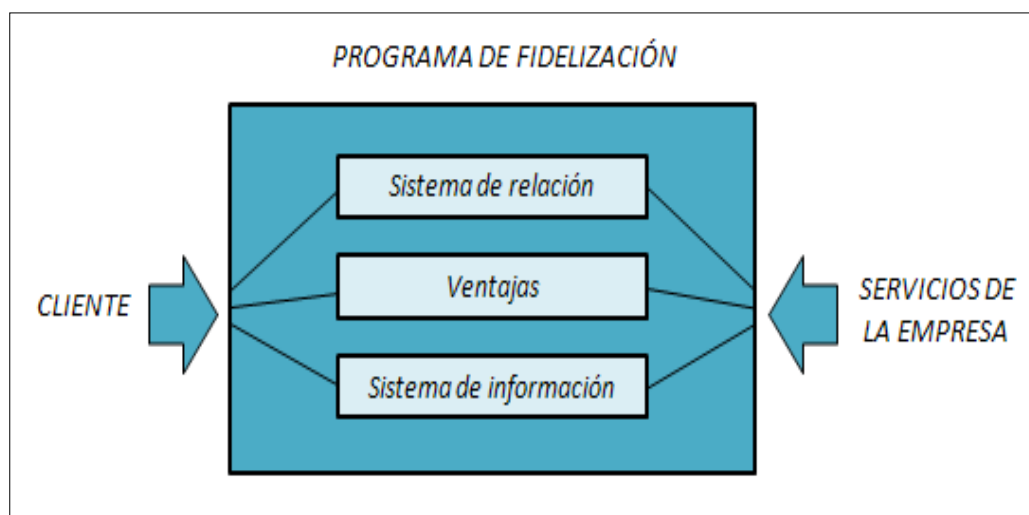 PROGRAMA DE FIDELIZACIÓN
Sistema de relación
Ventajas
Sistema de información
CLIENTE
SERVICIOS DE
LA EMPRESA